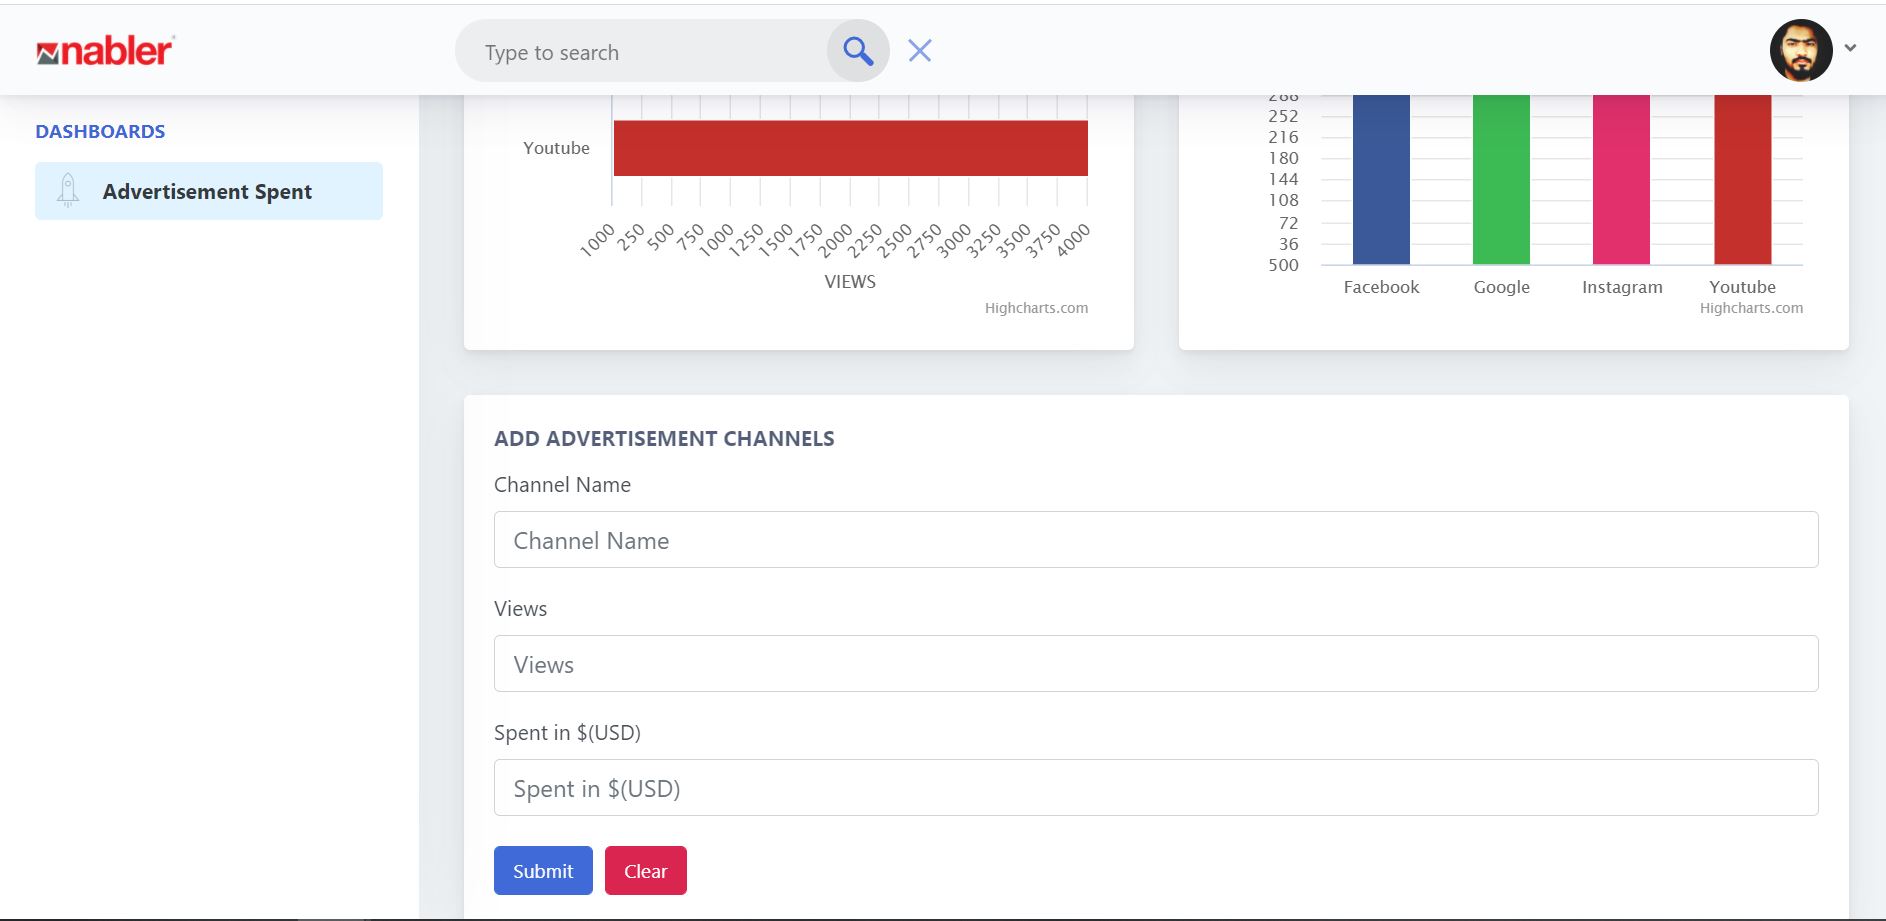 nabler
Type to search
DASHBOARDS
Advertisement Spent
Youtube
1000 250 500 750 1000 1250 1500 1750 2000 2250 2500 2750 3000 3250 3500 3750 4000
VIEWS
Highcharts.com
288
252
216
180
144
108
72
36
500
Facebook Google Instagram Youtube
Highcharts.com
ADD ADVERTISEMENT CHANNELS
Channel Name
Channel Name
Views
Views
Spent in $(USD)
Spent in $(USD)
Submit Clear